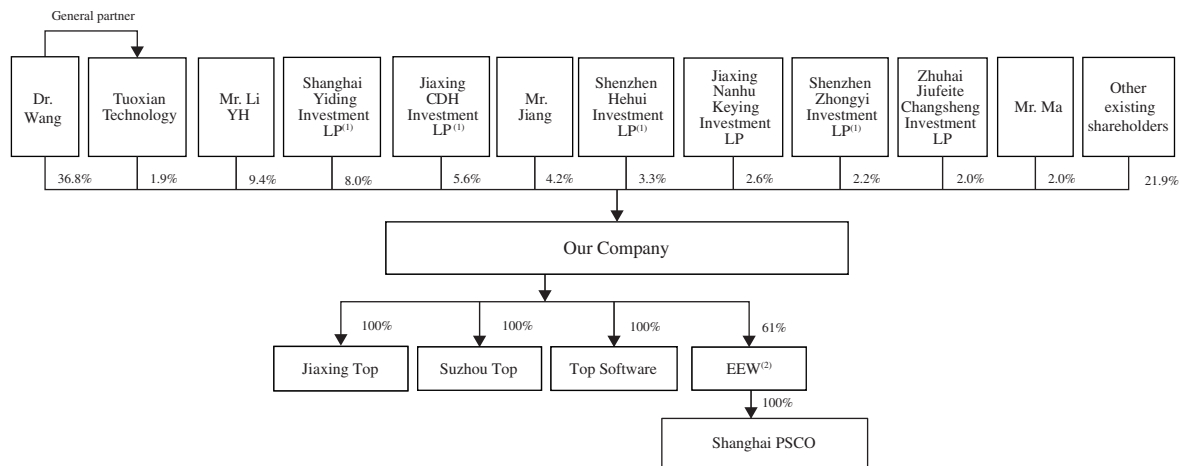 General partner
Dr.
Wang
Tuoxian
Technology
Mr. Li
YH
Shanghai
Yiding
Investment
LP(1)
Jiaxing
CDH
Investment
LP(1)
Mr.
Jiang
Shenzhen
Hehui
Investment
LP(1)
Jiaxing
Nanhu
Keying
Investment
LP
Shenzhen
Zhongyi
Investment
LP(1)
Zhuhai
Jiufeite
Changsheng
Investment
LP
Mr. Ma
Other
existing
shareholders
36.8%
1.9%
9.4%
8.0%
5.6%
4.2%
3.3%
2.6%
2.2%
2.0%
2.0%
21.9%
Our Company
100%
100%
100%
61%
Jiaxing Top
Suzhou Top
Top Software
EEW(2)
100%
Shanghai PSCO